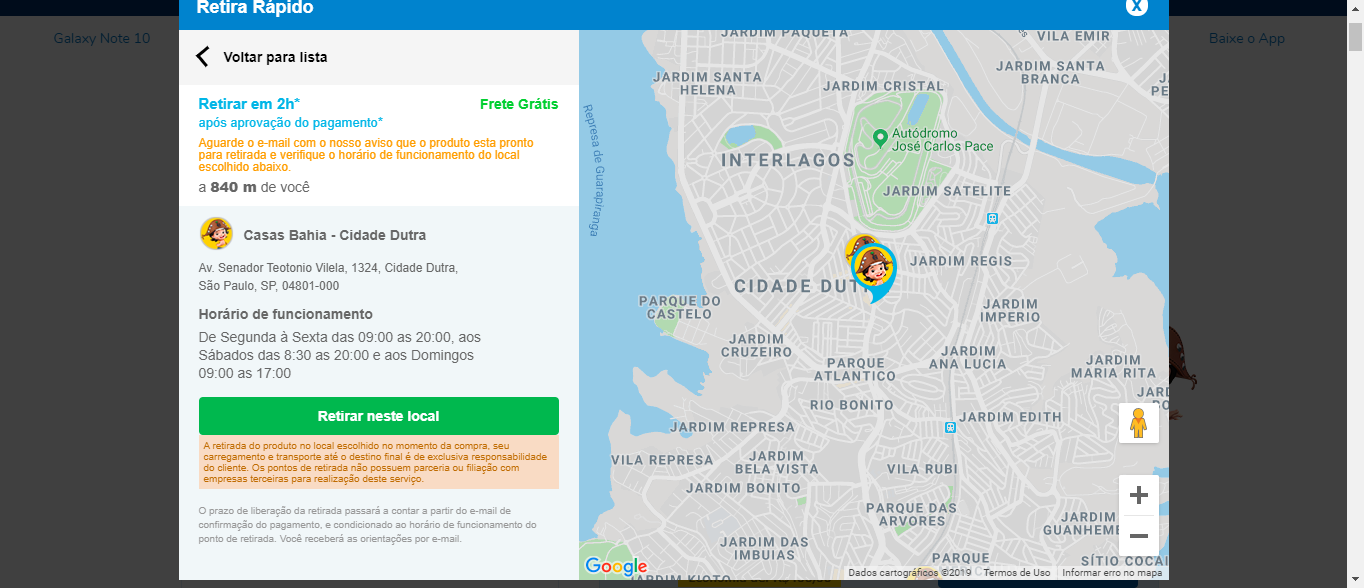 Retira Rápido
X
Galaxy Note 10
Baixe o App
Voltar para lista
Retirar em 2h*
Frete Grátis
após aprovação do pagamento*
Aguarde o e-mail com o nosso aviso que o produto esta pronto
para retirada e verifique o horário de funcionamento do local
escolhido abaixo.
a 840 m de você
Casas Bahia - Cidade Dutra
Av. Senador Teotonio Vilela, 1324, Cidade Dutra,
São Paulo, SP, 04801-000
Horário de funcionamento
De Segunda à Sexta das 09:00 as 20:00, aos
Sábados das 8:30 as 20:00 e aos Domingos
09:00 as 17:00
Retirar neste local
A retirada do produto no local escolhido no momento da compra, seu
carregamento e transporte até o destino final é de exclusiva responsabilidade
do cliente. Os pontos de retirada não possuem parceria ou filiação com
empresas terceiras para realização deste serviço.
O prazo de liberação da retirada passará a contar a partir do e-mail de
confirmação do pagamento, e condicionado ao horário de funcionamento do
ponto de retirada. Você receberá as orientações por e-mail.
JARDIM PAQUETA
VILA EMIR
JARDIM SANTA
HELENA
JARDIM SANTA
BRANCA
JARDIM CRISTAL
Represa de Guarapiranga
Autódromo
José Carlos Pace
INTERLAGOS
JARDIM SATELITE
JARDIM REGIS
CIDADE DUT
PARQUE DO
CASTELO
JARDIM
IMPERIO
JARDIM
CRUZEIRO
JARDIM
ANA LUCIA
PARQUE
ATLANTICO
JARDIM
MARIA RITA
RIO BONITO
JARDIM EDITH
JARDIM REPRESA
VILA REPRESA
JARDIM
BELA VISTA
VILA RUBI
JARDIM BONITO
PARQUE DAS
ARVORES
JARDIM
GUANHEM
JARDIM DAS
IMBUIAS
PARQUE
SÍTIO COCAI
JARDIM KIOTO
Google
Dados cartográficos ©2019
Termos de Uso
Informar erro no mapa